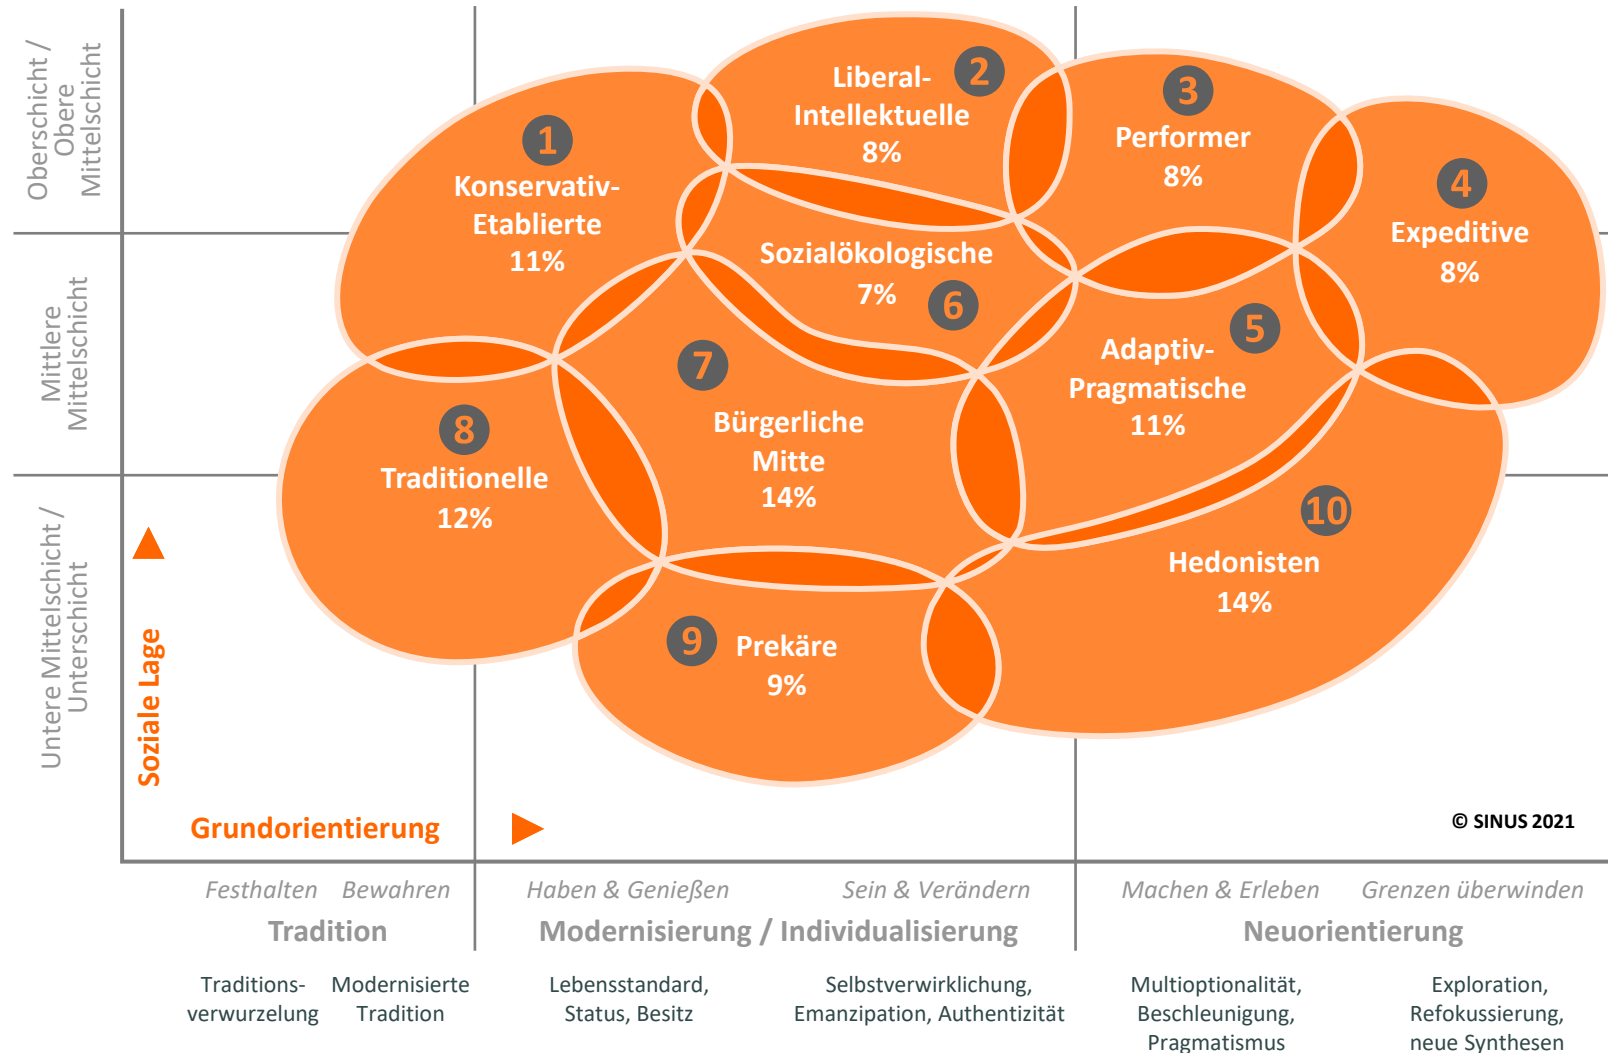 Oberschicht /
Obere
Mittelschicht
Mittlere
Mittelschicht
Untere Mittelschicht /
Unterschicht
Soziale Lage
1
Konservativ-
Etablierte
11%
2
Liberal-
Intellektuelle
8%
3
Performer
8%
4
Expeditive
8%
5
Adaptiv-
Pragmatische
11%
Sozialökologische
7%
6
7
Bürgerliche
Mitte
14%
8
Traditionelle
12%
9
Prekäre
9%
10
Hedonisten
14%
Grundorientierung
© SINUS 2021
Festhalten Bewahren
Haben & Genießen
Sein & Verändern
Machen & Erleben
Grenzen überwinden
Tradition
Modernisierung / Individualisierung
Neuorientierung
Traditions-
verwurzelung
Modernisierte
Tradition
Lebensstandard,
Status, Besitz
Selbstverwirklichung,
Emanzipation, Authentizität
Multioptionalität,
Beschleunigung,
Pragmatismus
Exploration,
Refokussierung,
neue Synthesen